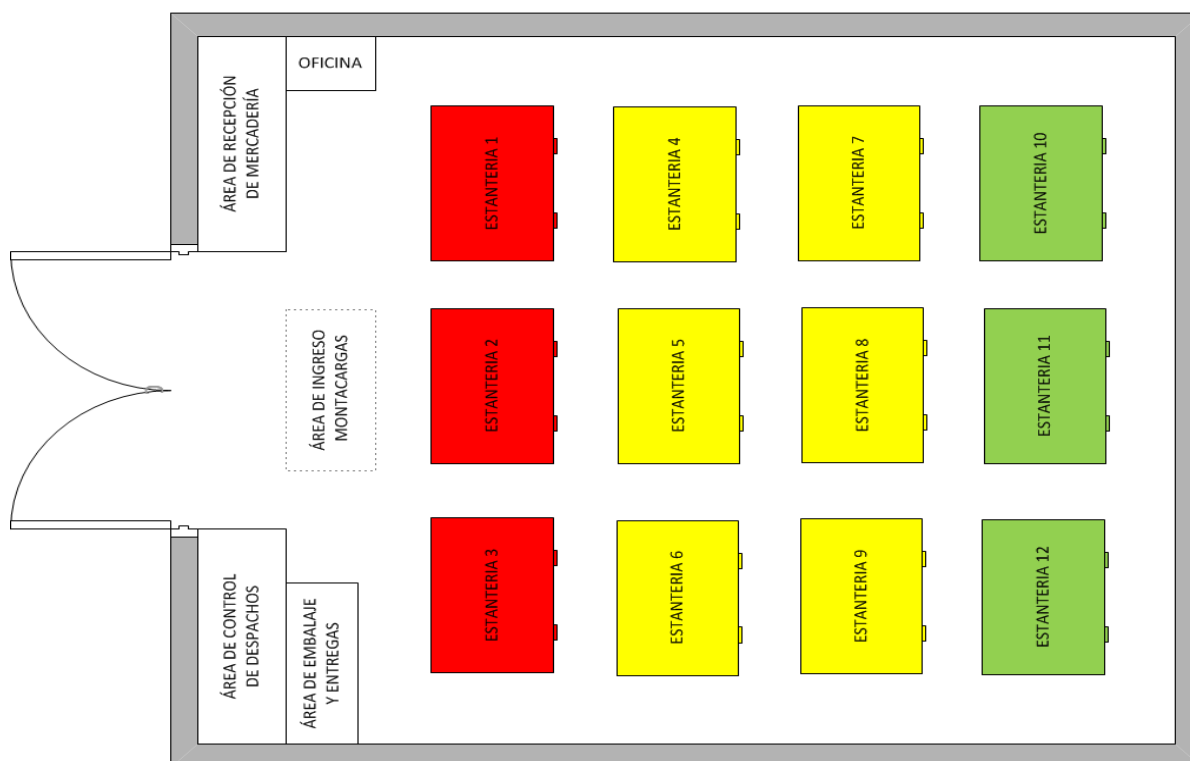 ÁREA DE RECEPCIÓN
DE MERCADERÍA
OFICINA
ESTANTERIA 1
ESTANTERIA 4
ESTANTERIA 7
ESTANTERIA 10
ÁREA DE INGRESO
MONTACARGAS
ESTANTERIA 2
ESTANTERIA 5
ESTANTERIA 8
ESTANTERIA 11
ÁREA DE CONTROL
DE DESPACHOS
ÁREA DE EMBALAJE
Y ENTREGAS
ESTANTERIA 3
ESTANTERIA 6
ESTANTERIA 9
ESTANTERIA 12